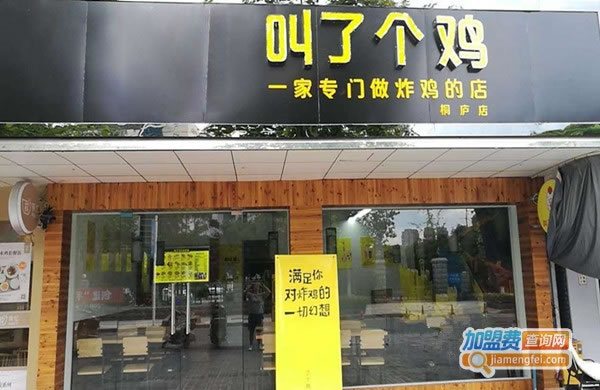 叫了个鸡
一家专门做炸鸡的店
桐庐店
满足你
对炸鸡的
一切幻想
加盟费查询网
jiamengfei.com